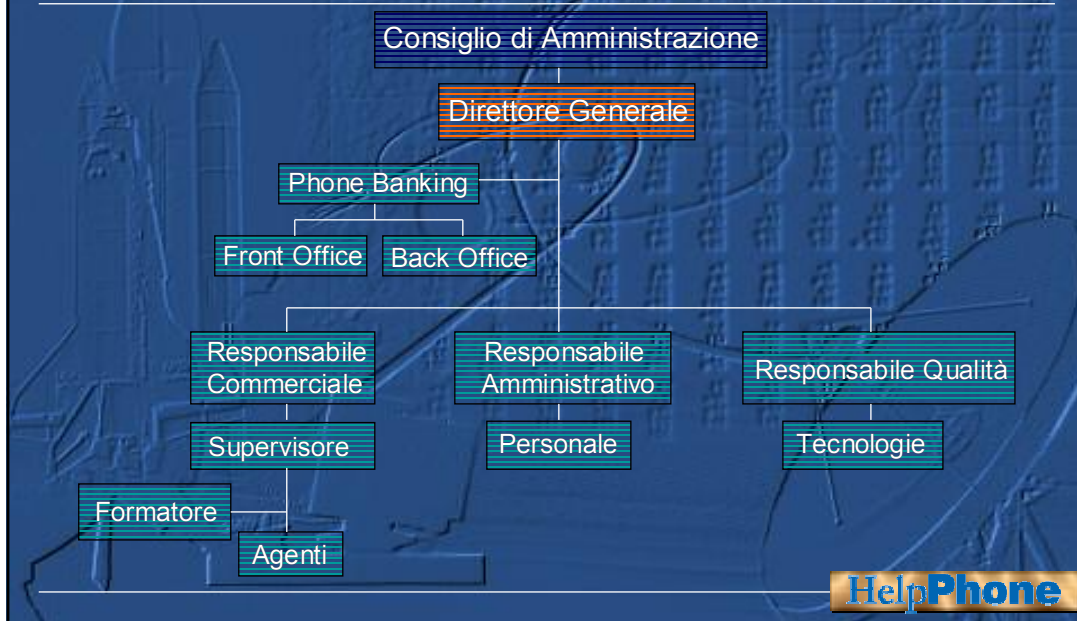 Consiglio di Amministrazione
Direttore Generale
Phone Banking
Front Office
Back Office
Responsabile
Commerciale
Responsabile
Amministrativo
Responsabile Qualità
Supervisore
Personale
Tecnologie
Formatore
Agenti
HelpPhone